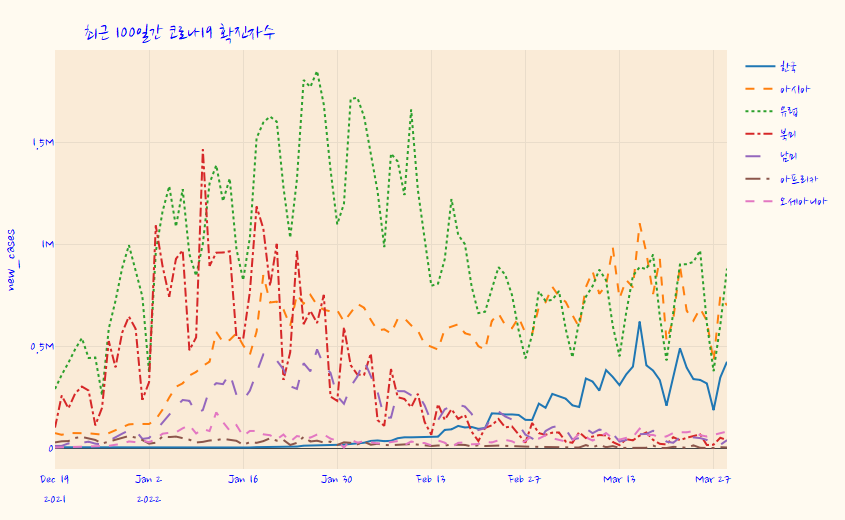 최근 100일간 코로나19 확진자수
한국
아시아
유럽
북미
남미
아프리카
오세아니아
new_cases
1.5M
1M
0.5M
0
Dec 19
2021
Jan 2
2022
Jan 16
Jan 30
Feb 13
Feb 27
Mar 13
Mar 27